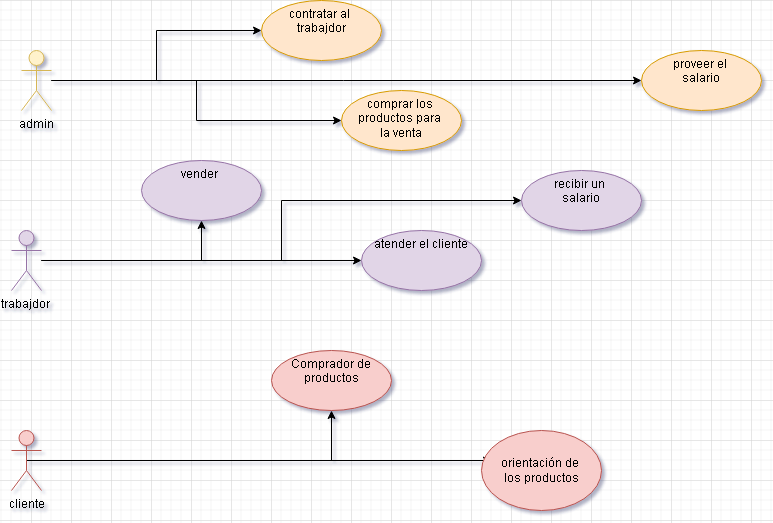 contratar al
trabajdor
proveer el
salario
comprar los
productos para
la venta
admin
vender
recibir un
salario
atender el cliente
trabajdor
Comprador de
productos
orientación de
los productos
cliente